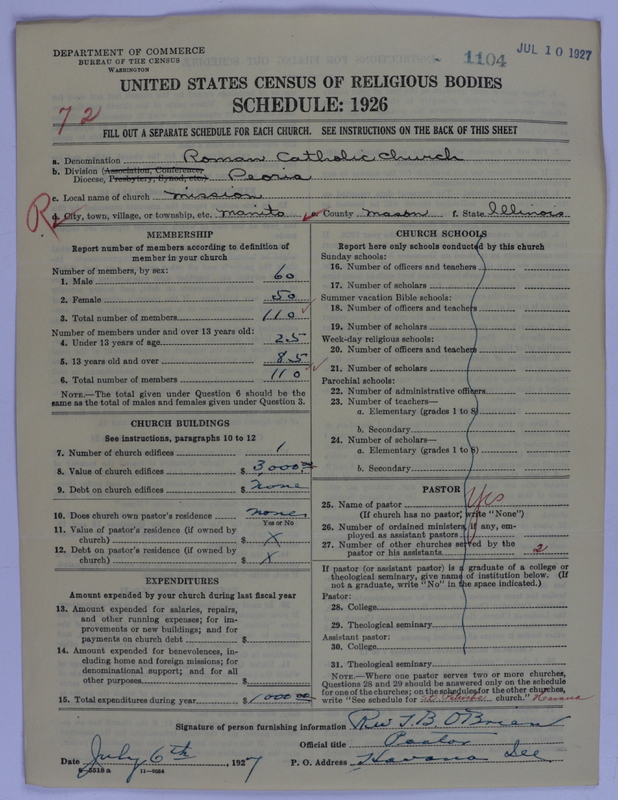 DEPARTMENT OF COMMERCE
BUREAU OF THE CENSUS
WASHINGTON
1104
JUL 10 1927
UNITED STATES CENSUS OF RELIGIOUS BODIES
SCHEDULE: 1926
72
FILL OUT A SEPARATE SCHEDULE FOR EACH CHURCH. SEE INSTRUCTIONS ON THE BACK OF THIS SHEET
a. Denomination Roman Catholic Church
b. Division (Association, Conference,
Diocese, Presbytery, Synod, etc.) Peoria
c. Local name of church mission
R
d. City, town, village, or township, etc. Manito e. County Mason f. State Illinois
MEMBERSHIP
Report number of members according to definition of
member in your church
Number of members, by sex:
1. Male 60
2. Female 50
3. Total number of members 110
Number of members under and over 13 years old:
4. Under 13 years of age 25
5. 13 years old and over 85
6. Total number of members 110
NOTE.—The total given under Question 6 should be
same as the total of males and females given under Question 3.
CHURCH BUILDINGS
See instructions, paragraphs 10 to 12
7. Number of church edifices 1
8. Value of church edifices $ 3,000.00
9. Debt on church edifices $ none
10. Does church own pastor's residence none
Yes or No
11. Value of pastor's residence (if owned by
church) $ X
12. Debt on pastor's residence (if owned by
church) $ X
EXPENDITURES
Amount expended by your church during last fiscal year
13. Amount expended for salaries, repairs,
and other running expenses; for im-
provements or new buildings; and for
payments on church debt $
14. Amount expended for benevolences, in-
cluding home and foreign missions; for
denominational support; and for all
other purposes $
15. Total expenditures during year $ 1000 00
CHURCH SCHOOLS
Report here only schools conducted by this church
Sunday schools:
16. Number of officers and teachers
17. Number of scholars
Summer vacation Bible schools:
18. Number of officers and teachers
19. Number of scholars
Week-day religious schools:
20. Number of officers and teachers
21. Number of scholars
Parochial schools:
22. Number of administrative officers
23. Number of teachers—
a. Elementary (grades 1 to 8)
b. Secondary
24. Number of scholars—
a. Elementary (grades 1 to 8)
b. Secondary
PASTOR
25. Name of pastor Yes
(If church has no pastor, write "None")
26. Number of ordained ministers, if any, em-
ployed as assistant pastors
27. Number of other churches served by the
pastor or his assistants 2
If pastor (or assistant pastor) is a graduate of a college or
theological seminary, give name of institution below. (If
not a graduate, write "No" in the space indicated.)
Pastor:
28. College
29. Theological seminary
Assistant pastor:
30. College
31. Theological seminary
NOTE.—Where one pastor serves two or more churches,
Questions 28 and 29 should be answered only on the schedule
for one of the churches; on the schedules for the other churches,
write "See schedule for St. Patricks church." Havana
Signature of person furnishing information Rev J. B. O'Brien
Official title Pastor
Date July 6th, 1927 P. O. Address Havana Ill
8-5518 a 11-9684